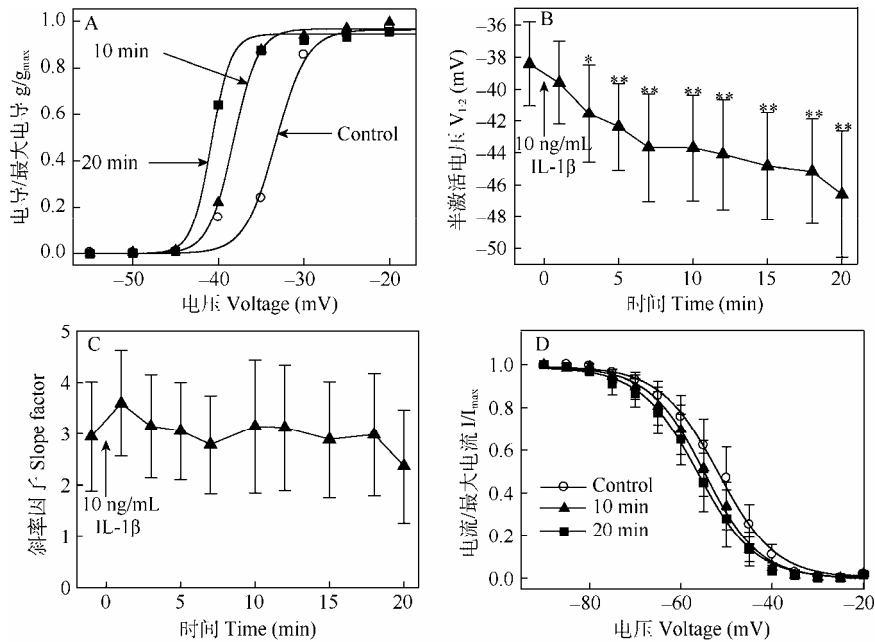 A
电导/最大电导 g/gmax
1.0
0.8
0.6
0.4
0.2
0.0
10 min
20 min
Control
−50
−40
−30
−20
电压 Voltage (mV)
B
半激活电压 V1/2 (mV)
−36
−38
−40
−42
−44
−46
−48
−50
*
**
**
**
**
**
**
**
10 ng/mL
IL-1β
0
5
10
15
20
时间 Time (min)
C
斜率因子 Slope factor
5
4
3
2
1
0
10 ng/mL
IL-1β
0
5
10
15
20
时间 Time (min)
D
电流/最大电流 I/Imax
1.0
0.8
0.6
0.4
0.2
0.0
Control
10 min
20 min
−80
−60
−40
−20
电压 Voltage (mV)